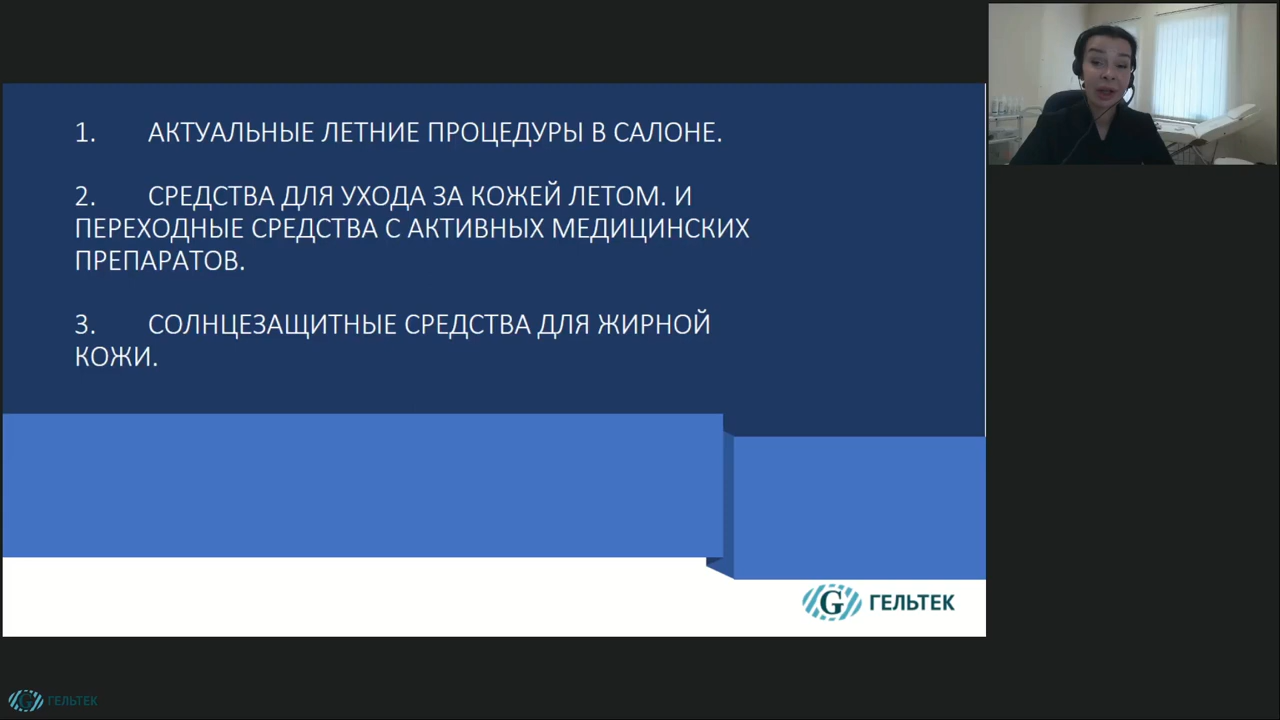 1. АКТУАЛЬНЫЕ ЛЕТНИЕ ПРОЦЕДУРЫ В САЛОНЕ.
2. СРЕДСТВА ДЛЯ УХОДА ЗА КОЖЕЙ ЛЕТОМ. И
ПЕРЕХОДНЫЕ СРЕДСТВА С АКТИВНЫХ МЕДИЦИНСКИХ
ПРЕПАРАТОВ.
3. СОЛНЦЕЗАЩИТНЫЕ СРЕДСТВА ДЛЯ ЖИРНОЙ
КОЖИ.
G ГЕЛЬТЕК
G ГЕЛЬТЕК